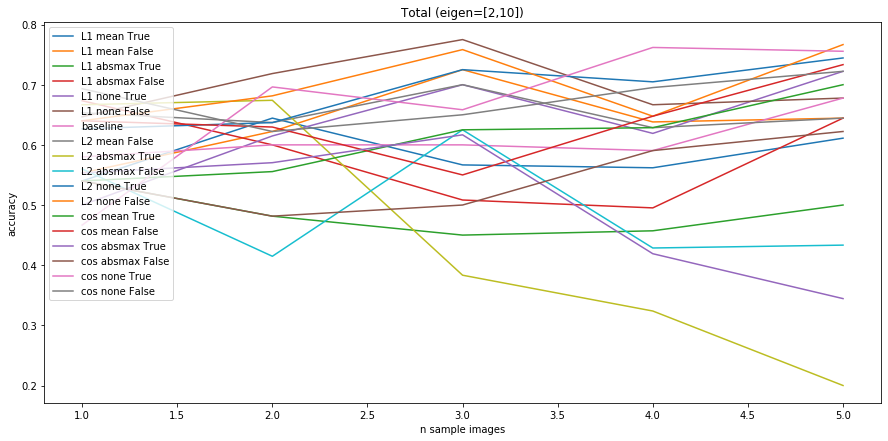 Total (eigen=[2,10])
0.8
0.7
0.6
0.5
0.4
0.3
0.2
accuracy
L1 mean True
L1 mean False
L1 absmax True
L1 absmax False
L1 none True
L1 none False
baseline
L2 mean False
L2 absmax True
L2 absmax False
L2 none True
L2 none False
cos mean True
cos mean False
cos absmax True
cos absmax False
cos none True
cos none False
1.0 1.5 2.0 2.5 3.0 3.5 4.0 4.5 5.0
n sample images